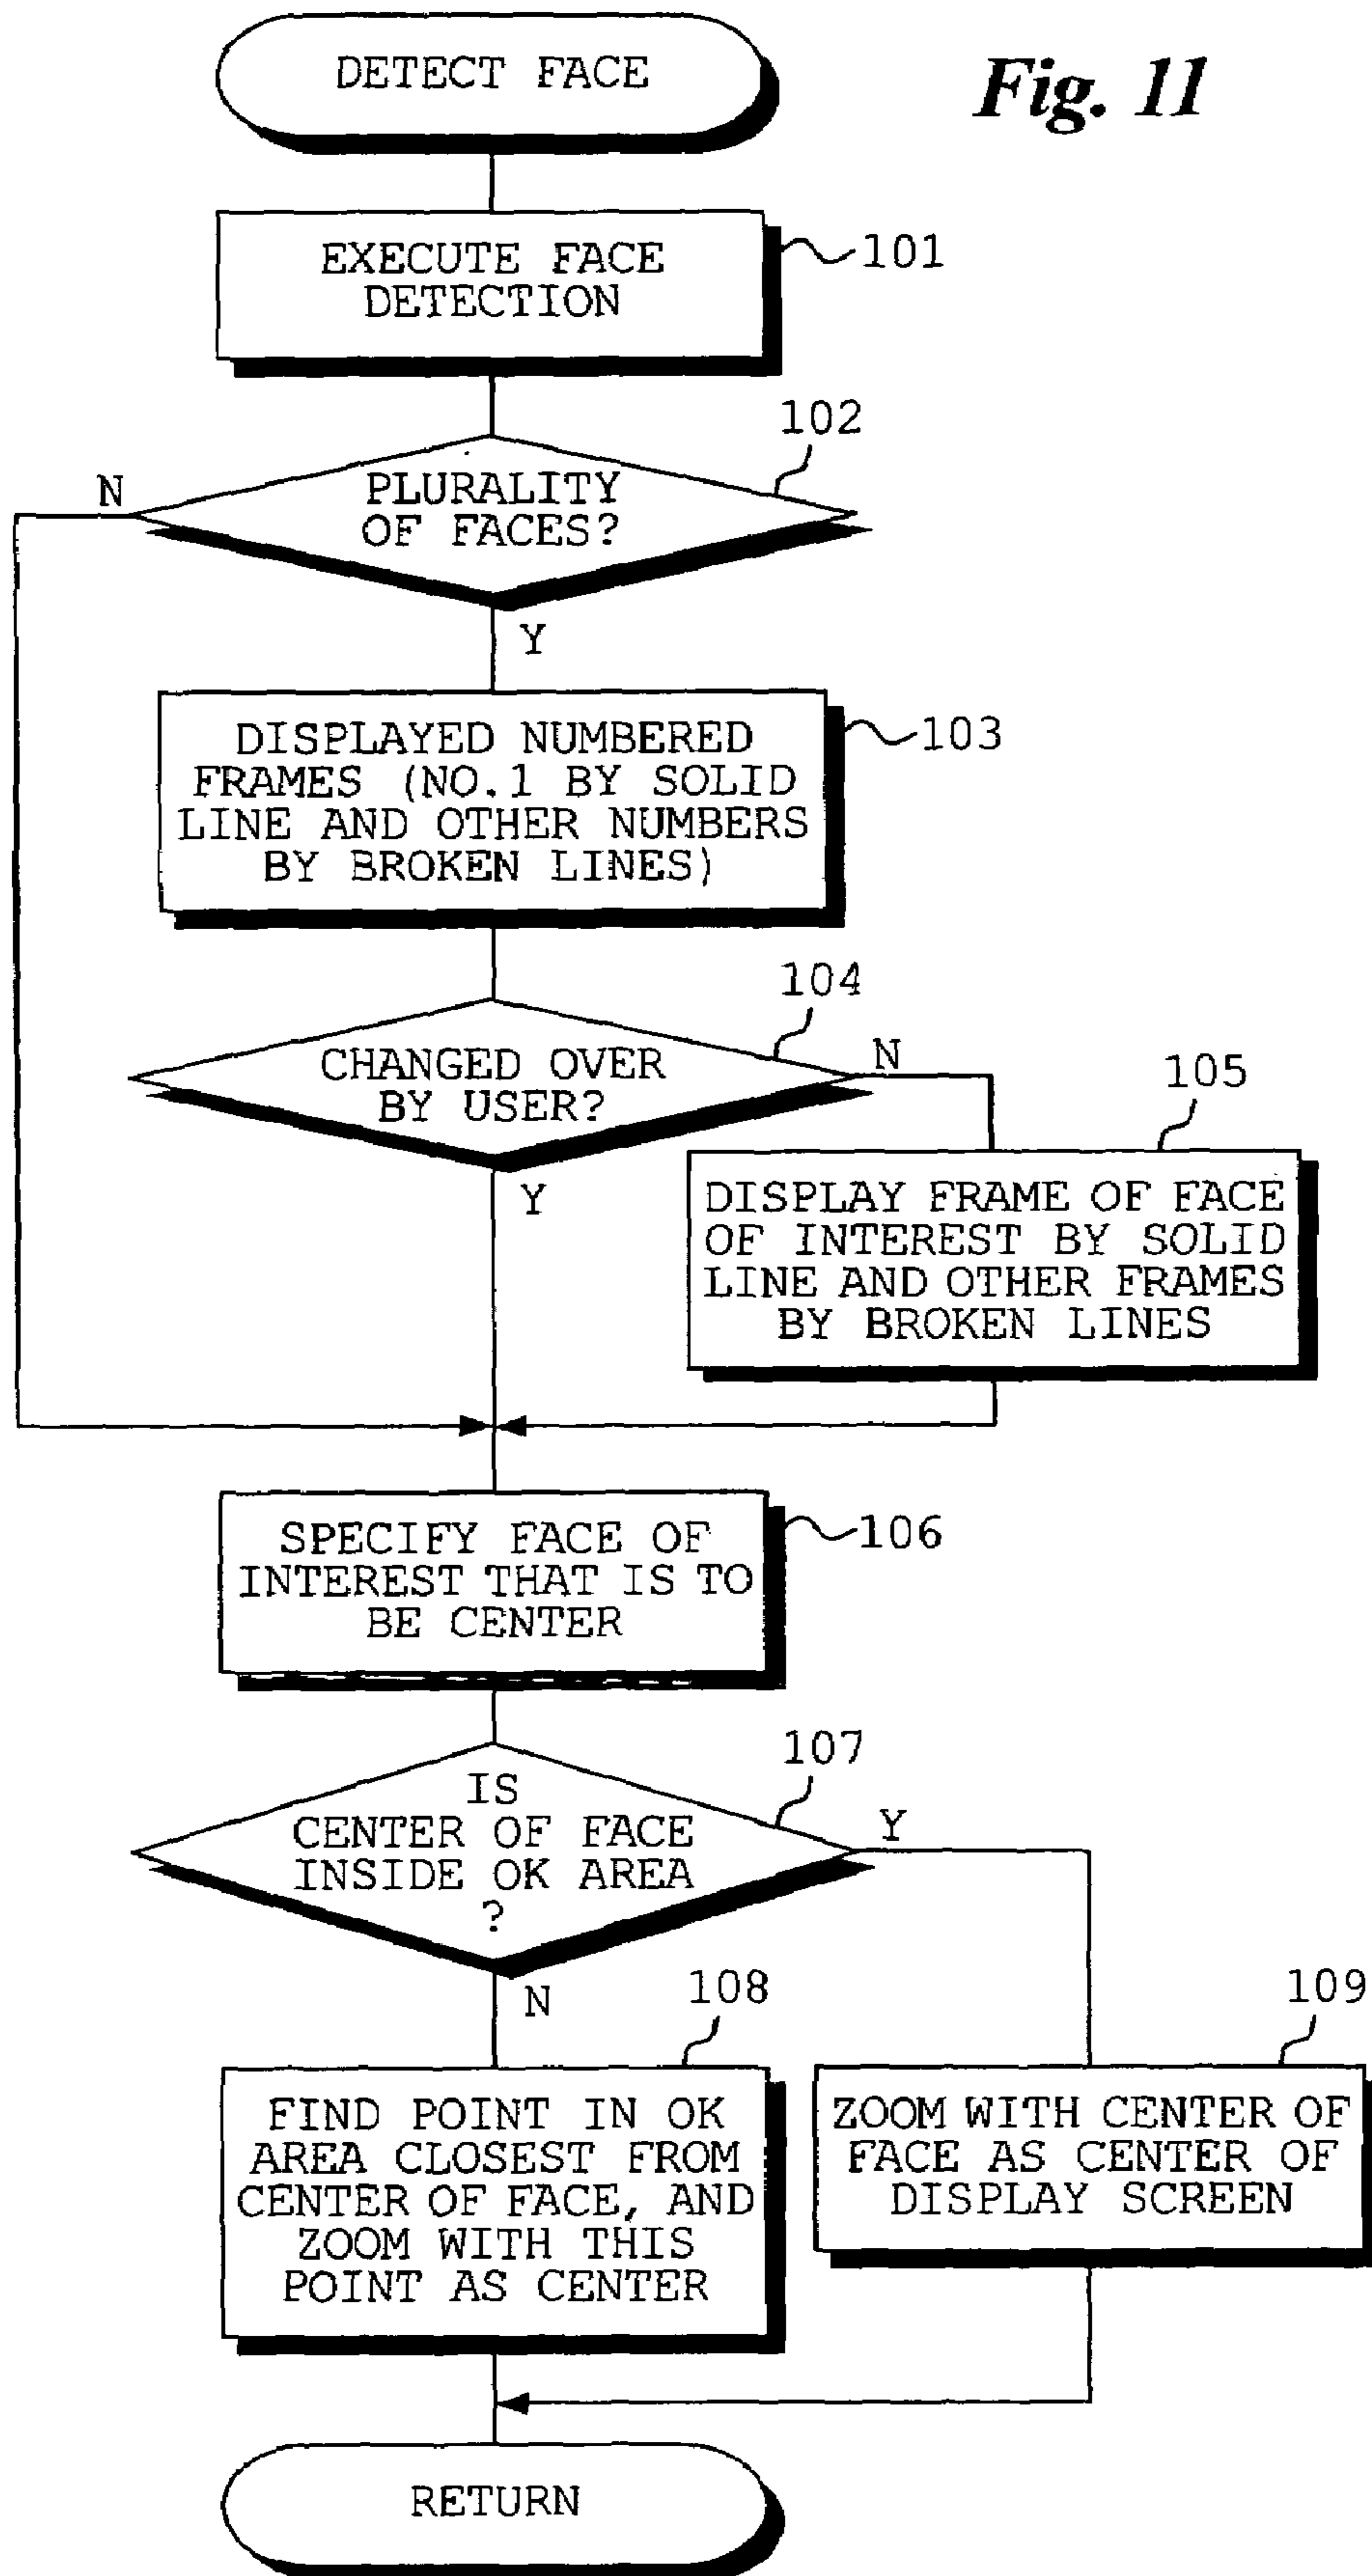 Fig. 11
DETECT FACE
EXECUTE FACE
DETECTION
101
102
PLURALITY
OF FACES?
N
Y
DISPLAYED NUMBERED
FRAMES (NO.1 BY SOLID
LINE AND OTHER NUMBERS
BY BROKEN LINES)
103
104
CHANGED OVER
BY USER?
N
Y
105
DISPLAY FRAME OF FACE
OF INTEREST BY SOLID
LINE AND OTHER FRAMES
BY BROKEN LINES
SPECIFY FACE OF
INTEREST THAT IS TO
BE CENTER
106
107
IS
CENTER OF FACE
INSIDE OK AREA
?
Y
N
108
FIND POINT IN OK
AREA CLOSEST FROM
CENTER OF FACE, AND
ZOOM WITH THIS
POINT AS CENTER
109
ZOOM WITH CENTER OF
FACE AS CENTER OF
DISPLAY SCREEN
RETURN